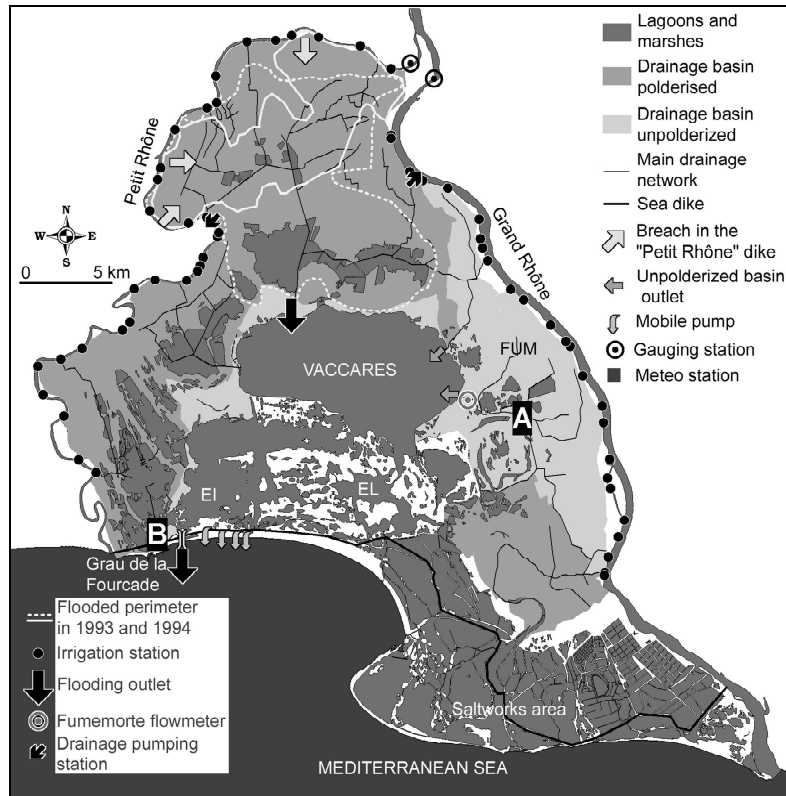 Lagoons and
marshes
Drainage basin
polderised
Drainage basin
unpolderized
Main drainage
network
Sea dike
Breach in the
"Petit Rhône" dike
Unpolderized basin
outlet
Mobile pump
Gauging station
Meteo station
Petit Rhône
N
W E
S
0 5 km
Grand Rhône
FUM
VACCARES
A
EI
EL
B
Grau de la
Fourcade
Flooded perimeter
in 1993 and 1994
Irrigation station
Flooding outlet
Fumemorte flowmeter
Drainage pumping
station
Saltworks area
MEDITERRANEAN SEA